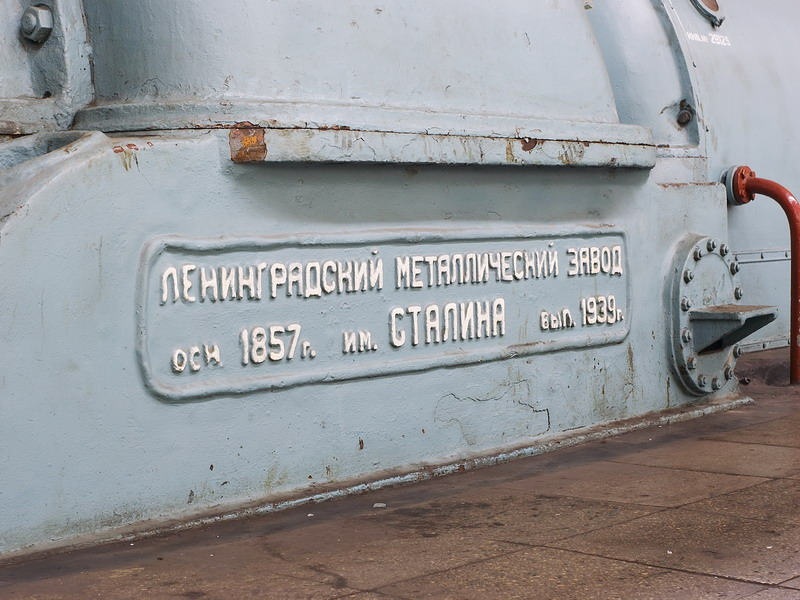 ЛЕНИНГРАДСКИЙ МЕТАЛЛИЧЕСКИЙ ЗАВОД
осн 1857г. им. СТАЛИНА вып. 1939г.